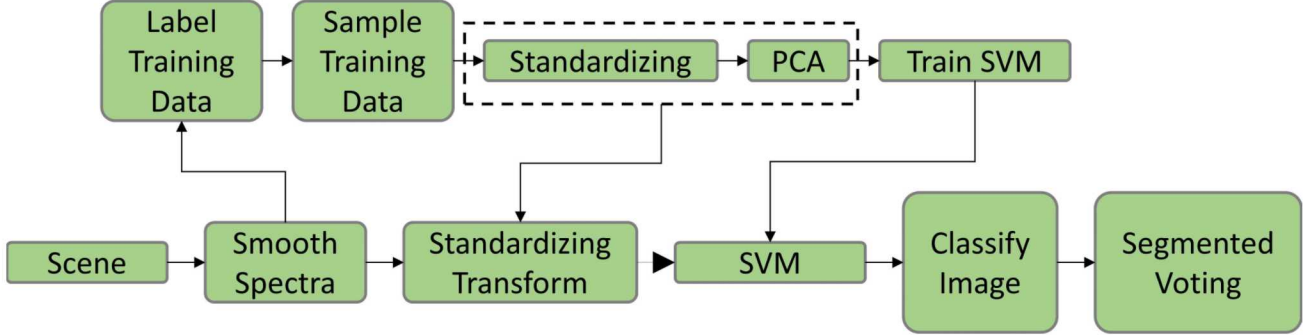 Label
Training
Data
Sample
Training
Data
Standardizing
PCA
Train SVM
Scene
Smooth
Spectra
Standardizing
Transform
SVM
Classify
Image
Segmented
Voting